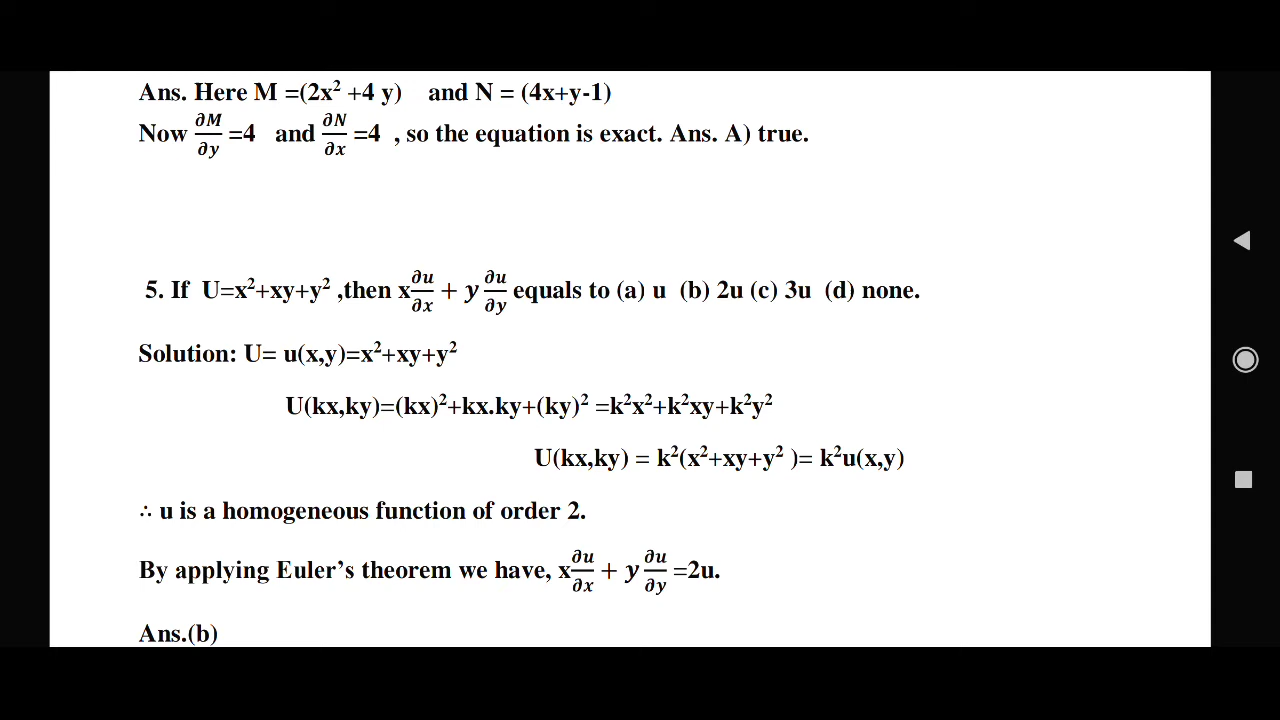 Ans. Here M =(2x² +4 y) and N = (4x+y-1)
Now ∂M/∂y =4 and ∂N/∂x =4 , so the equation is exact. Ans. A) true.
5. If U=x²+xy+y² ,then x∂u/∂x + y ∂u/∂y equals to (a) u (b) 2u (c) 3u (d) none.
Solution: U= u(x,y)=x²+xy+y²
U(kx,ky)=(kx)²+kx.ky+(ky)² =k²x²+k²xy+k²y²
U(kx,ky) = k²(x²+xy+y² )= k²u(x,y)
∴ u is a homogeneous function of order 2.
By applying Euler’s theorem we have, x∂u/∂x + y ∂u/∂y =2u.
Ans.(b)